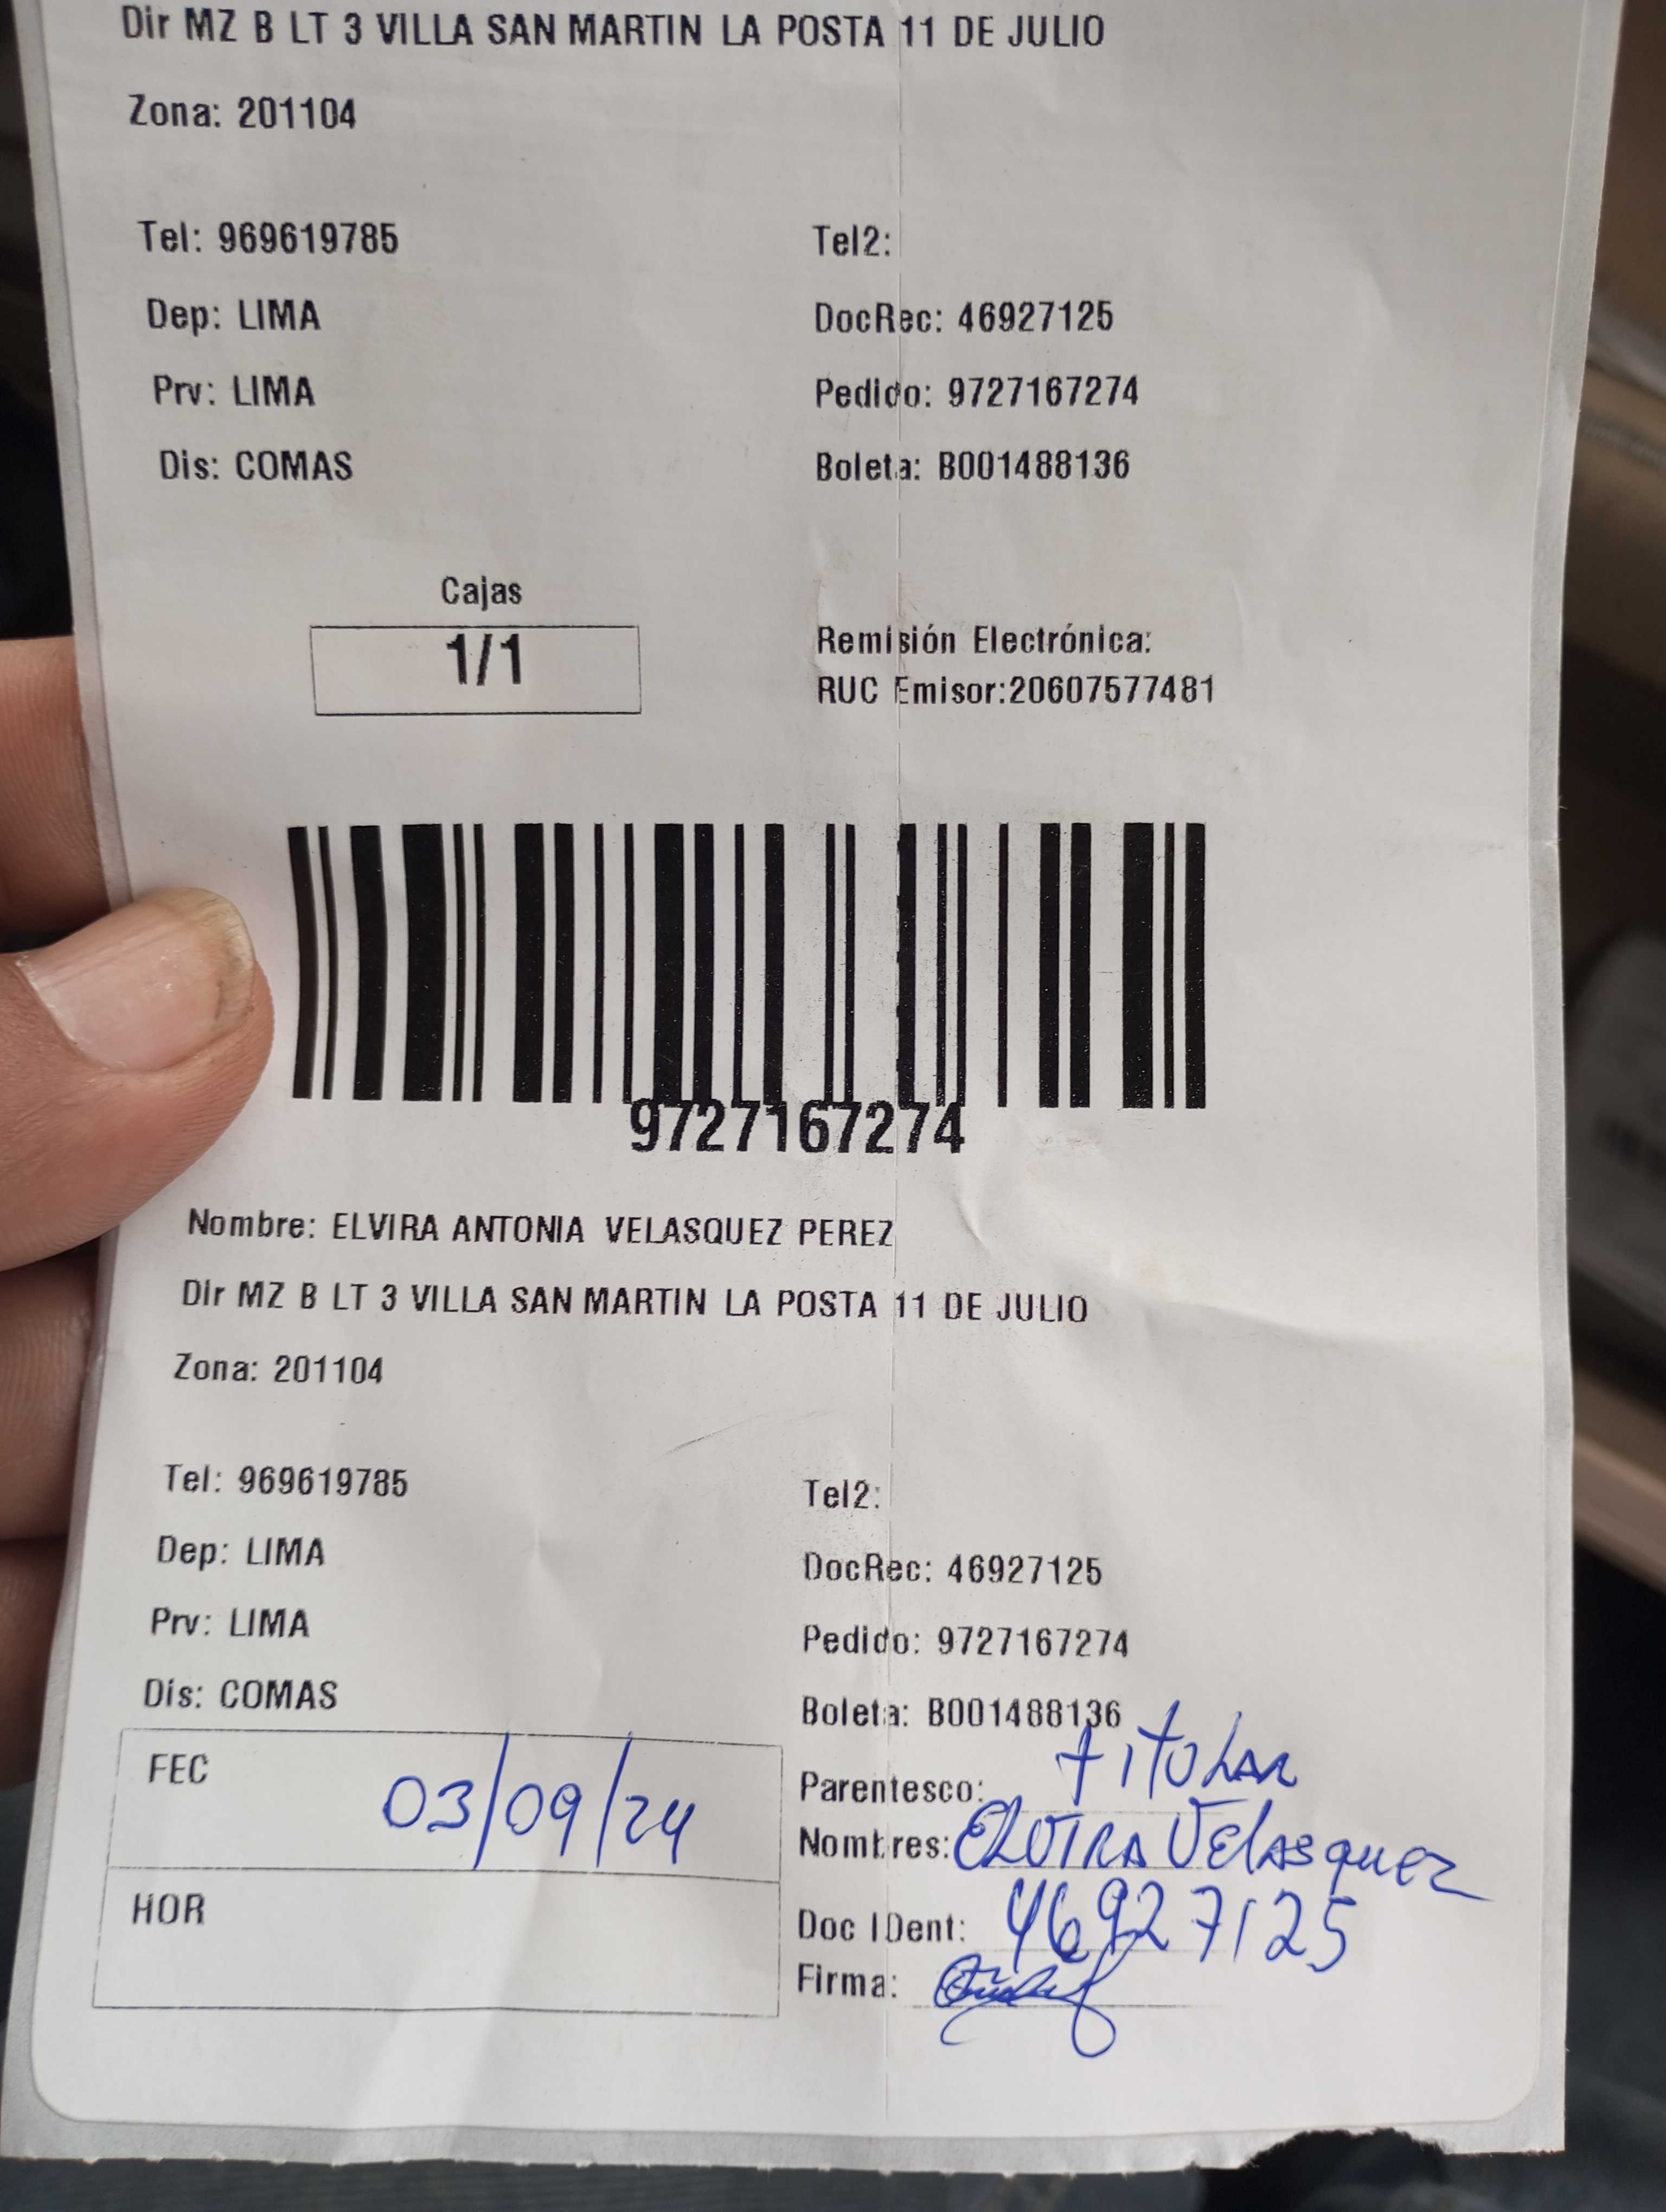 Dir MZ B LT 3 VILLA SAN MARTIN LA POSTA 11 DE JULIO
Zona: 201104
Tel: 969619785 Tel2:
Dep: LIMA DocRec: 46927125
Prv: LIMA Pedido: 9727167274
Dis: COMAS Boleta: B001488136
Cajas
1/1
Remisión Electrónica:
RUC Emisor:20607577481
9727167274
Nombre: ELVIRA ANTONIA VELASQUEZ PEREZ
Dir MZ B LT 3 VILLA SAN MARTIN LA POSTA 11 DE JULIO
Zona: 201104
Tel: 969619785 Tel2:
Dep: LIMA DocRec: 46927125
Prv: LIMA Pedido: 9727167274
Dis: COMAS Boleta: B001488136
FEC 03/09/24
HOR
Parentesco: titular
Nombres: ELVIRA VELASQUEZ
Doc IDent: 46927125
Firma: